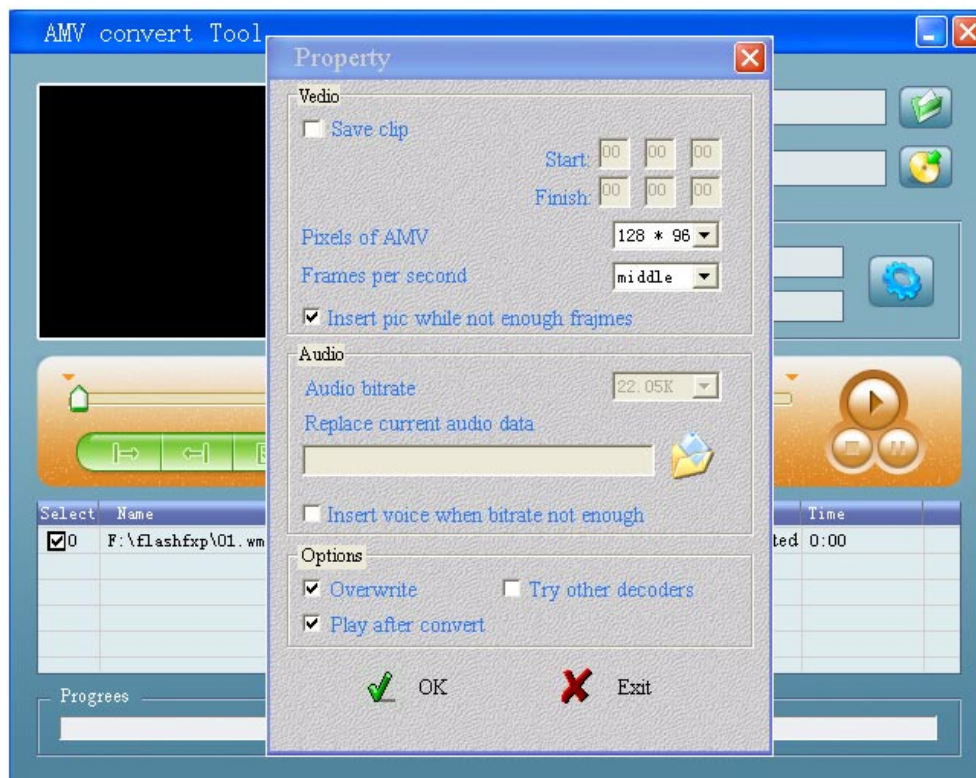 AMV convert Tool
Property
Vedio
Save clip
Start: 00 00 00
Finish: 00 00 00
Pixels of AMV 128 * 96
Frames per second middle
Insert pic while not enough frajmes
Audio
Audio bitrate 22.05K
Replace current audio data
Insert voice when bitrate not enough
Select Name Time
0 F:\flashfxp\01.wm ted 0:00
Options
Overwrite Try other decoders
Play after convert
OK Exit
Progrees